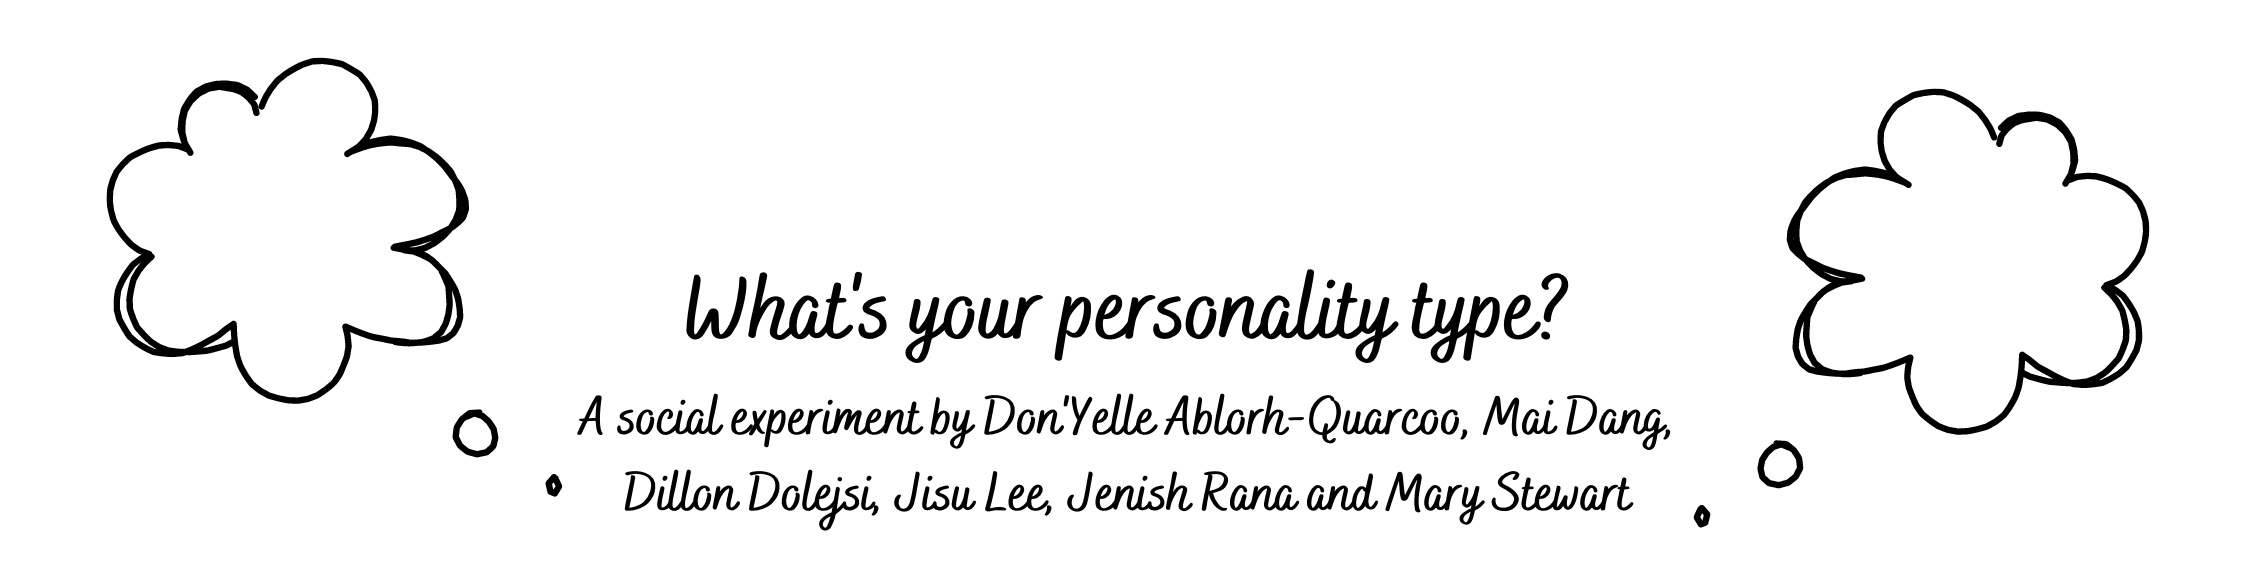 What's your personality type?
A social experiment by Don'Yelle Ablorh-Quarcoo, Mai Dang,
Dillon Dolejsi, Jisu Lee, Jenish Rana and Mary Stewart